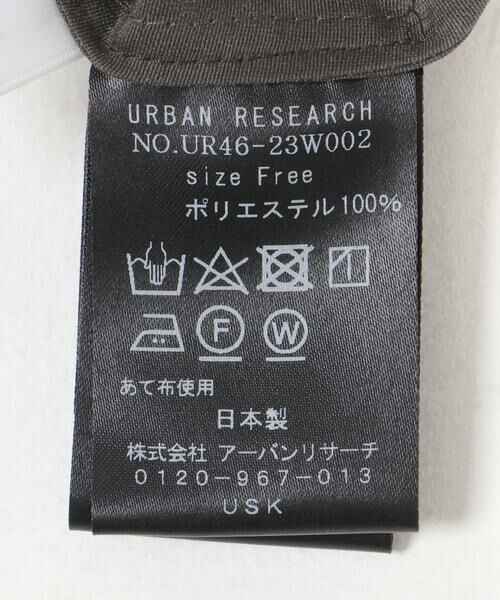 URBAN RESEARCH
NO.UR46-23W002
size Free
ポリエステル100%
F W
あて布使用
日本製
株式会社 アーバンリサーチ
0120-967-013
USK